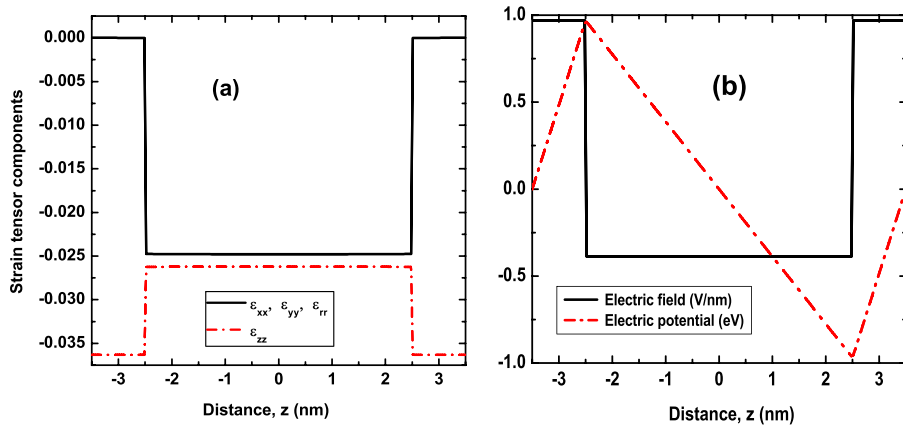 0.000
-0.005
-0.010
-0.015
-0.020
-0.025
-0.030
-0.035
Strain tensor components
(a)
εxx, εyy, εrr
εzz
-3 -2 -1 0 1 2 3
Distance, z (nm)
1.0
0.5
0.0
-0.5
-1.0
(b)
Electric field (V/nm)
Electric potential (eV)
-3 -2 -1 0 1 2 3
Distance, z (nm)